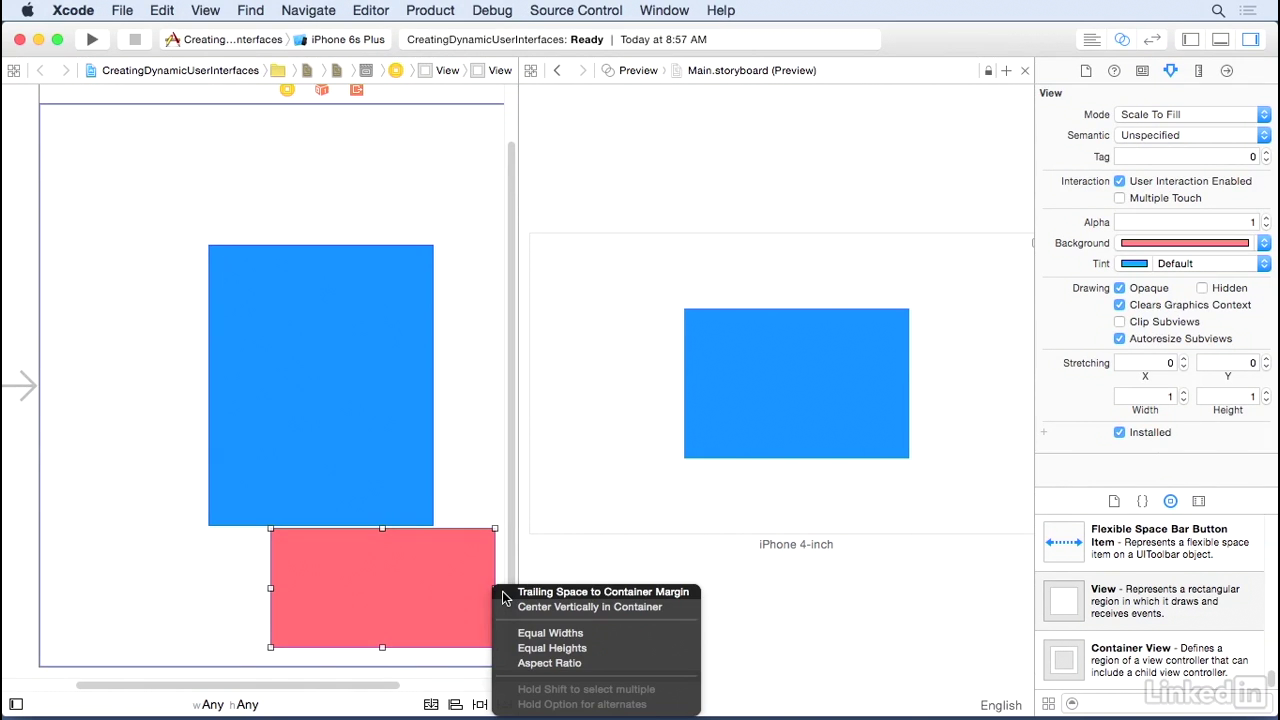 Xcode File Edit View Find Navigate Editor Product Debug Source Control Window Help
Creating...nterfaces iPhone 6s Plus CreatingDynamicUserInterfaces: Ready | Today at 8:57 AM
CreatingDynamicUserInterfaces View View Preview Main.storyboard (Preview)
View
Mode Scale To Fill
Semantic Unspecified
Tag 0
Interaction User Interaction Enabled
Multiple Touch
Alpha 1
Background
Tint Default
Drawing Opaque Hidden
Clears Graphics Context
Clip Subviews
Autoresize Subviews
Stretching 0 0
X Y
1 1
Width Height
Installed
iPhone 4-inch
Flexible Space Bar Button
Item - Represents a flexible
space item on a UIToolbar object.
View - Represents a rectangular
region in which it draws and
receives events.
Container View - Defines a
region of a view controller that can
include a child view controller.
Trailing Space to Container Margin
Center Vertically in Container
Equal Widths
Equal Heights
Aspect Ratio
Hold Shift to select multiple
Hold Option for alternates
wAny hAny
English
LinkedIn